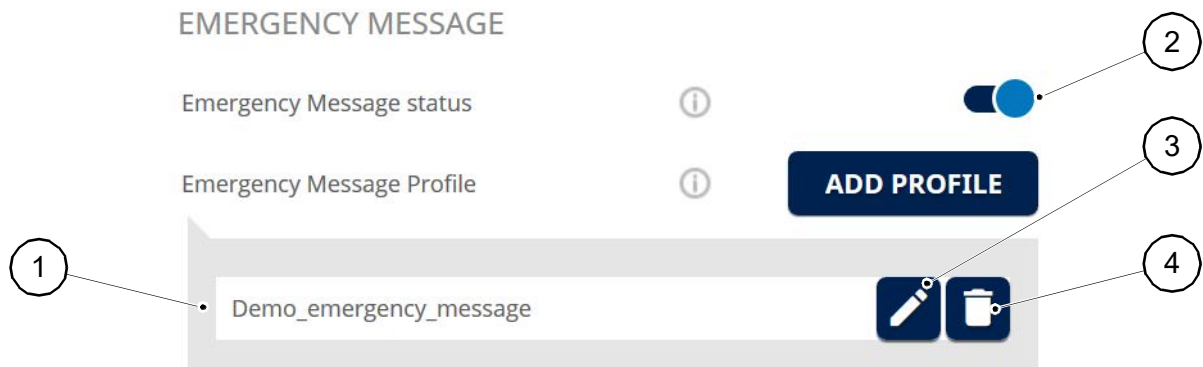 EMERGENCY MESSAGE
2
Emergency Message status
3
Emergency Message Profile
ADD PROFILE
1
4
Demo_emergency_message